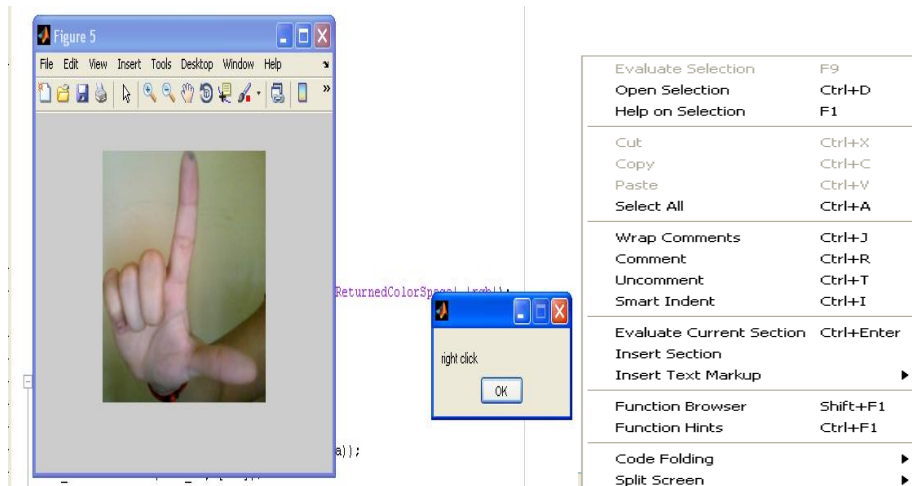 Figure 5
File Edit View Insert Tools Desktop Window Help
ReturnedColorSpace', 'rgb');
right click
OK
a));
Evaluate Selection F9
Open Selection Ctrl+D
Help on Selection F1
Cut Ctrl+X
Copy Ctrl+C
Paste Ctrl+V
Select All Ctrl+A
Wrap Comments Ctrl+J
Comment Ctrl+R
Uncomment Ctrl+T
Smart Indent Ctrl+I
Evaluate Current Section Ctrl+Enter
Insert Section
Insert Text Markup
Function Browser Shift+F1
Function Hints Ctrl+F1
Code Folding
Split Screen